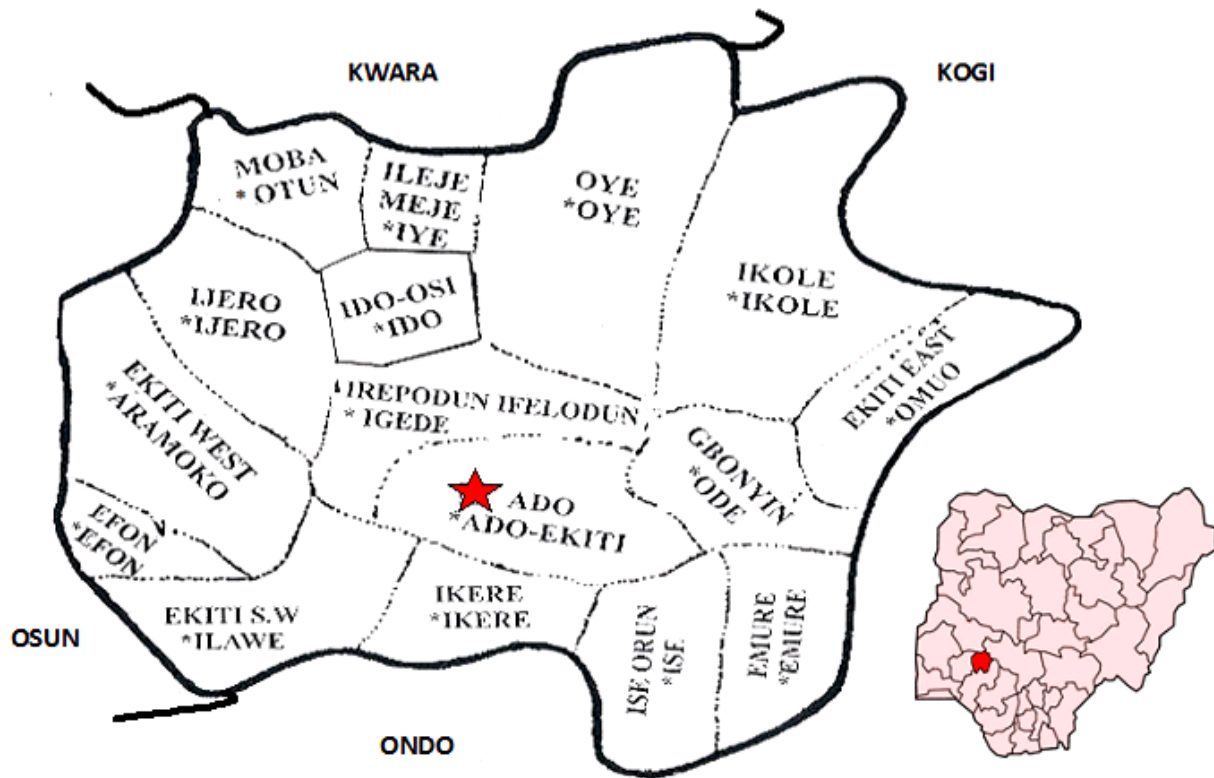 KWARA
KOGI
MOBA
*OTUN
ILEJE
MEJE
*IYE
OYE
*OYE
IKOLE
*IKOLE
IJERO
*IJERO
IDO-OSI
*IDO
EKITI EAST
*OMUO
EKITI WEST
*ARAMOKO
IREPODUN IFELODUN
* IGEDE
GBONYIN
*ODE
ADO
*ADO-EKITI
EFON
*EFON
EKITI S.W
*ILAWE
IKERE
*IKERE
ISE ORUN
*ISE
EMURE
*EMURE
OSUN
ONDO